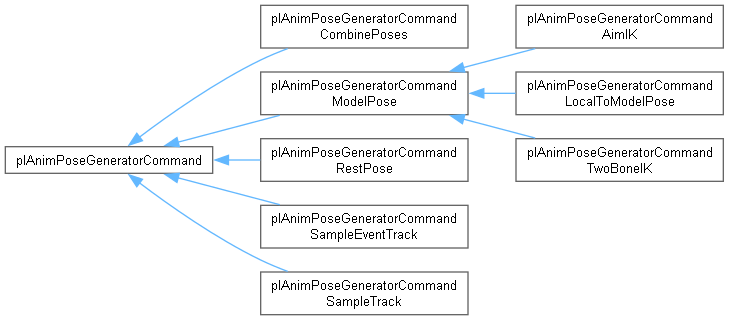 plAnimPoseGeneratorCommand
plAnimPoseGeneratorCommand
CombinePoses
plAnimPoseGeneratorCommand
ModelPose
plAnimPoseGeneratorCommand
RestPose
plAnimPoseGeneratorCommand
SampleEventTrack
plAnimPoseGeneratorCommand
SampleTrack
plAnimPoseGeneratorCommand
AimIK
plAnimPoseGeneratorCommand
LocalToModelPose
plAnimPoseGeneratorCommand
TwoBoneIK